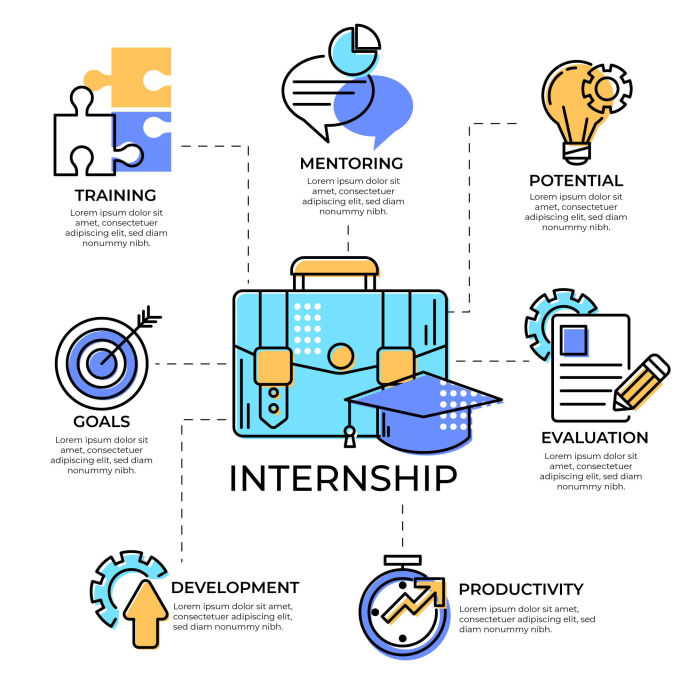 MENTORING
Lorem ipsum dolor sit
amet, consectetuer
adipiscing elit, sed diam
nonummy nibh.
TRAINING
Lorem ipsum dolor sit
amet, consectetuer
adipiscing elit, sed diam
nonummy nibh.
POTENTIAL
Lorem ipsum dolor sit
amet, consectetuer
adipiscing elit, sed diam
nonummy nibh.
GOALS
Lorem ipsum dolor sit
amet, consectetuer
adipiscing elit, sed diam
nonummy nibh.
EVALUATION
Lorem ipsum dolor sit
amet, consectetuer
adipiscing elit, sed diam
nonummy nibh.
INTERNSHIP
DEVELOPMENT
Lorem ipsum dolor sit amet,
consectetuer adipiscing elit,
sed diam nonummy nibh.
PRODUCTIVITY
Lorem ipsum dolor sit amet,
consectetuer adipiscing elit, sed
diam nonummy nibh.